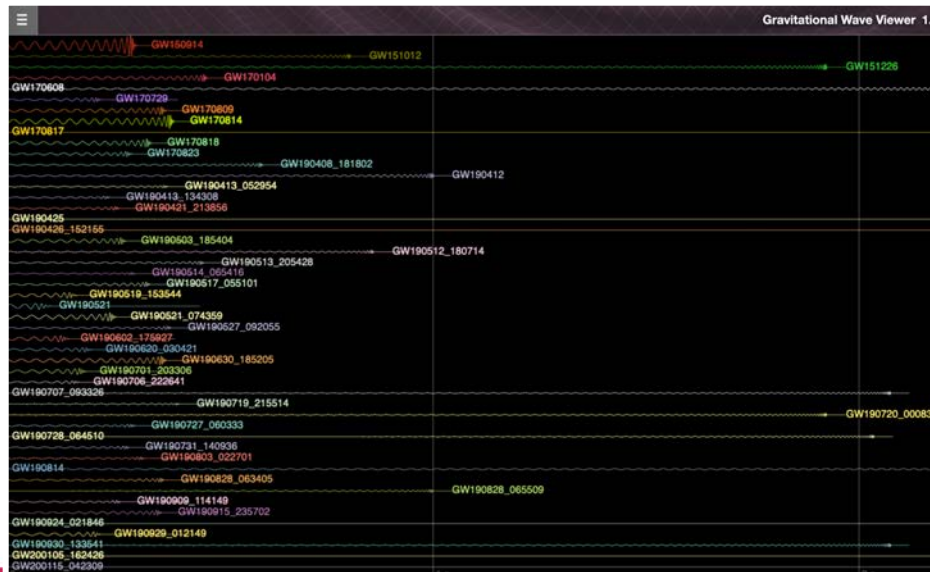 ☰
Gravitational Wave Viewer 1.
GW150914
GW151012
GW151226
GW170104
GW170608
GW170729
GW170809
GW170814
GW170817
GW170818
GW170823
GW190408_181802
GW190412
GW190413_052954
GW190413_134308
GW190421_213856
GW190425
GW190426_152155
GW190503_185404
GW190512_180714
GW190513_205428
GW190514_065416
GW190517_055101
GW190519_153544
GW190521
GW190521_074359
GW190527_092055
GW190602_175927
GW190620_030421
GW190630_185205
GW190701_203306
GW190706_222641
GW190707_093326
GW190719_215514
GW190720_00083
GW190727_060333
GW190728_064510
GW190731_140936
GW190803_022701
GW190814
GW190828_063405
GW190828_065509
GW190909_114149
GW190915_235702
GW190924_021846
GW190929_012149
GW190930_133541
GW200105_162426
GW200115_042309